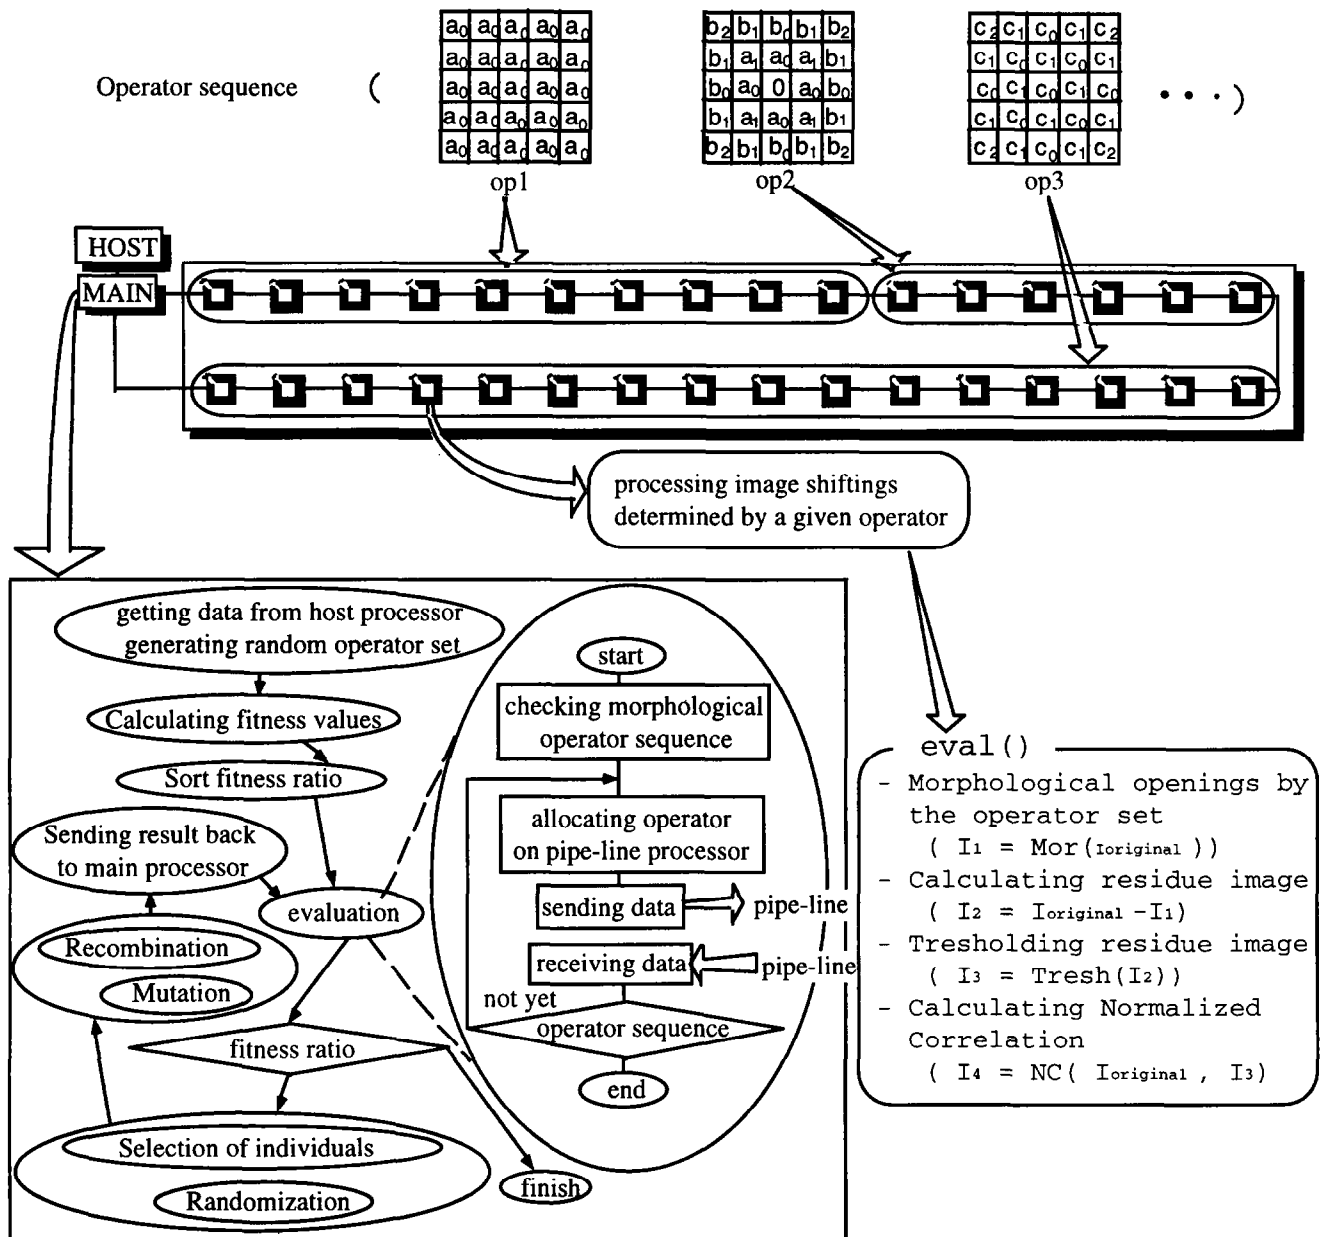 a0 a0 a0 a0 a0
a0 a0 a0 a0 a0
a0 a0 a0 a0 a0
a0 a0 a0 a0 a0
a0 a0 a0 a0 a0
op1
b2 b1 b0 b1 b2
b1 a1 a0 a1 b1
b0 a0 0 a0 b0
b1 a1 a0 a1 b1
b2 b1 b0 b1 b2
op2
c2 c1 c0 c1 c2
c1 c0 c1 c0 c1
c0 c1 c0 c1 c0
c1 c0 c1 c0 c1
c2 c1 c0 c1 c2
op3
Operator sequence ( • • • )
HOST
MAIN
processing image shiftings
determined by a given operator
getting data from host processor
generating random operator set
Calculating fitness values
Sort fitness ratio
Sending result back
to main processor
evaluation
Recombination
Mutation
fitness ratio
Selection of individuals
Randomization
finish
start
checking morphological
operator sequence
allocating operator
on pipe-line processor
sending data
pipe-line
receiving data
pipe-line
not yet
operator sequence
end
eval()
- Morphological openings by
the operator set
( I1 = Mor(Ioriginal ))
- Calculating residue image
( I2 = Ioriginal -I1)
- Tresholding residue image
( I3 = Tresh(I2))
- Calculating Normalized
Correlation
( I4 = NC( Ioriginal , I3)